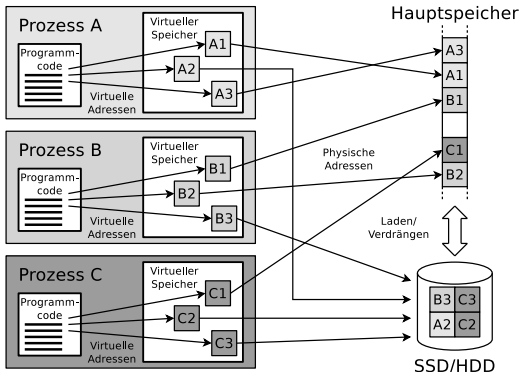 Prozess A
Programm-
code
Virtuelle
Adressen
Virtueller
Speicher
A1
A2
A3
Prozess B
Programm-
code
Virtuelle
Adressen
Virtueller
Speicher
B1
B2
B3
Prozess C
Programm-
code
Virtuelle
Adressen
Virtueller
Speicher
C1
C2
C3
Physische
Adressen
Hauptspeicher
A3
A1
B1
C1
B2
Laden/
Verdrängen
B3 C3
A2 C2
SSD/HDD